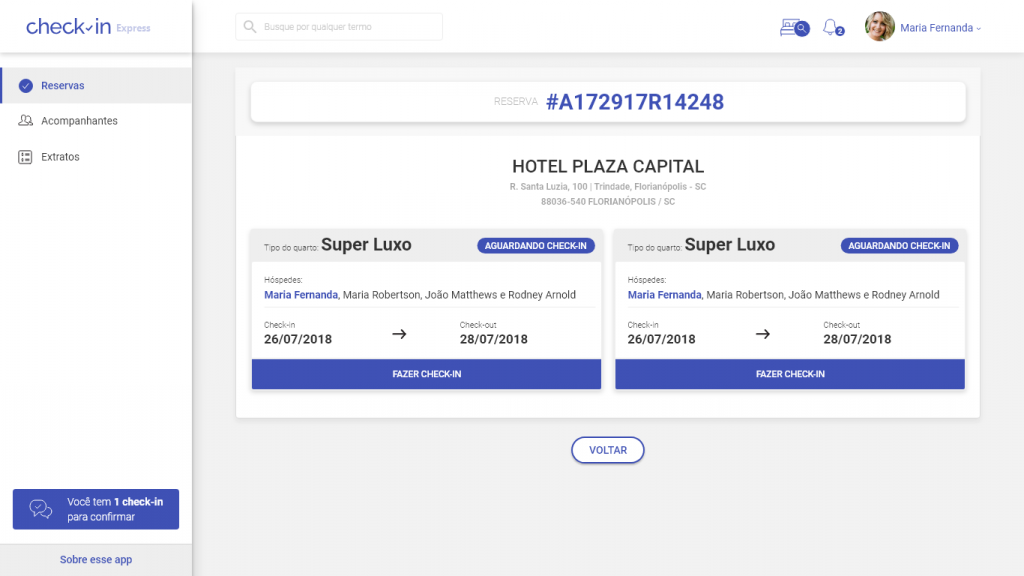 check-in Express
Busque por qualquer termo
2
Maria Fernanda
Reservas
Acompanhantes
Extratos
RESERVA #A172917R14248
HOTEL PLAZA CAPITAL
R. Santa Luzia, 100 | Trindade, Florianópolis - SC
88036-540 FLORIANÓPOLIS / SC
Tipo do quarto: Super Luxo AGUARDANDO CHECK-IN
Hóspedes:
Maria Fernanda, Maria Robertson, João Matthews e Rodney Arnold
Check-in Check-out
26/07/2018 → 28/07/2018
FAZER CHECK-IN
Tipo do quarto: Super Luxo AGUARDANDO CHECK-IN
Hóspedes:
Maria Fernanda, Maria Robertson, João Matthews e Rodney Arnold
Check-in Check-out
26/07/2018 → 28/07/2018
FAZER CHECK-IN
VOLTAR
Você tem 1 check-in
para confirmar
Sobre esse app